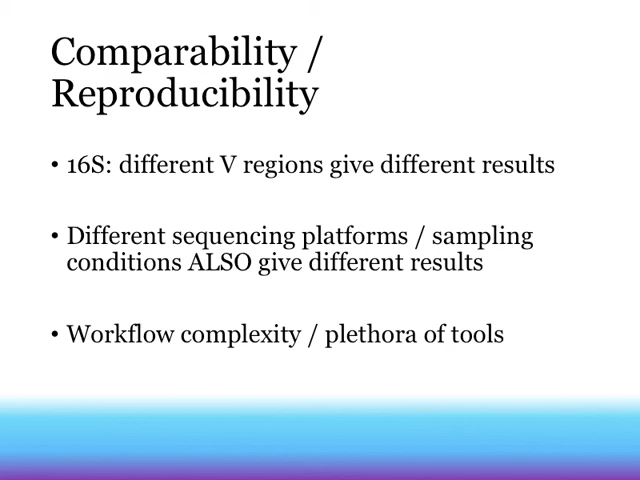 Comparability /
Reproducibility
• 16S: different V regions give different results
• Different sequencing platforms / sampling
conditions ALSO give different results
• Workflow complexity / plethora of tools